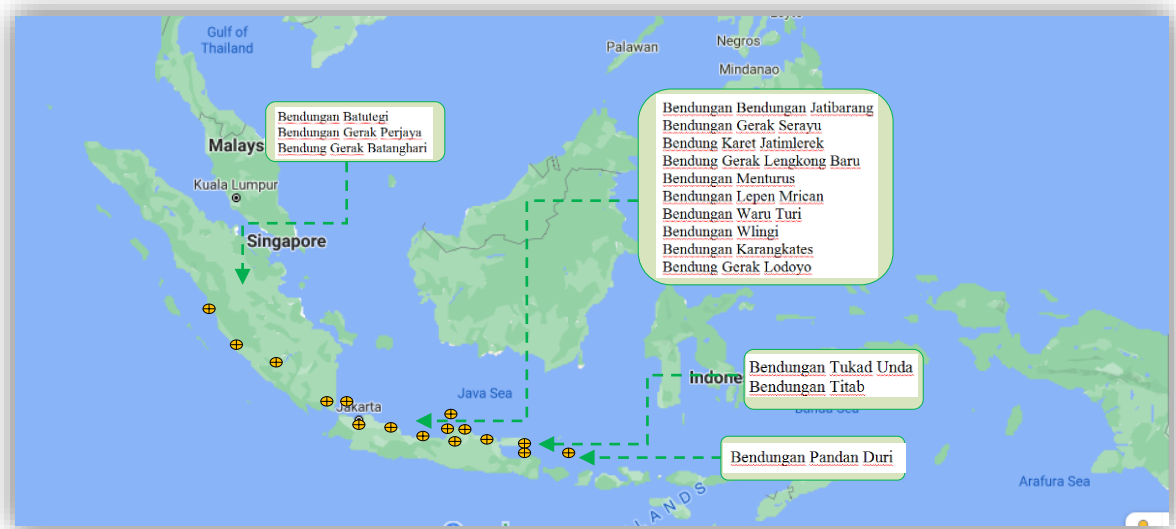 Gulf of
Thailand
Palawan
Negros
Mindanao
Bendungan Batutegi
Bendungan Gerak Perjaya
Bendung Gerak Batanghari
Malays
Kuala Lumpur
Singapore
Bendungan Bendungan Jatibarang
Bendungan Gerak Serayu
Bendung Karet Jatimlerek
Bendung Gerak Lengkong Baru
Bendungan Menturus
Bendungan Lepen Mrican
Bendungan Waru Turi
Bendungan Wlingi
Bendungan Karangkates
Bendung Gerak Lodoyo
Indone
Bendungan Tukad Unda
Bendungan Titab
Java Sea
Jakarta
Banda Sea
Bendungan Pandan Duri
Arafura Sea
LANDS